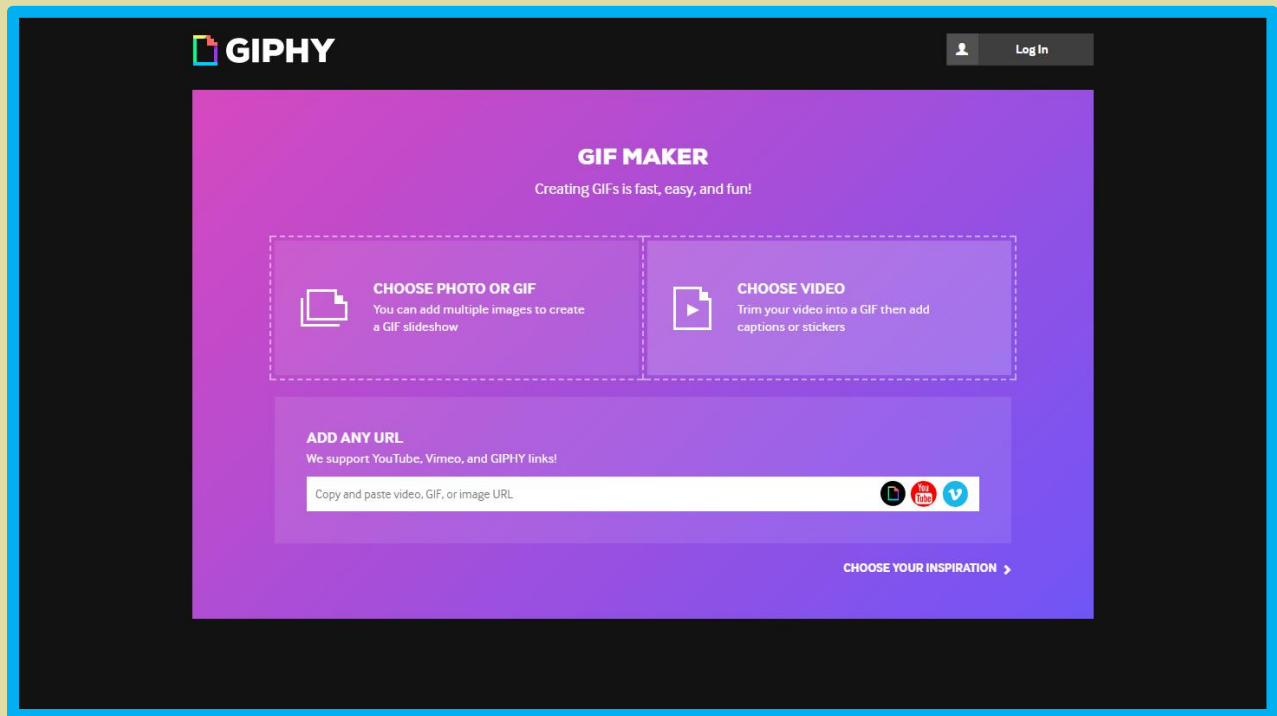 GIPHY
Log In
GIF MAKER
Creating GIFs is fast, easy, and fun!
CHOOSE PHOTO OR GIF
You can add multiple images to create
a GIF slideshow
CHOOSE VIDEO
Trim your video into a GIF then add
captions or stickers
ADD ANY URL
We support YouTube, Vimeo, and GIPHY links!
Copy and paste video, GIF, or image URL
You
Tube
CHOOSE YOUR INSPIRATION